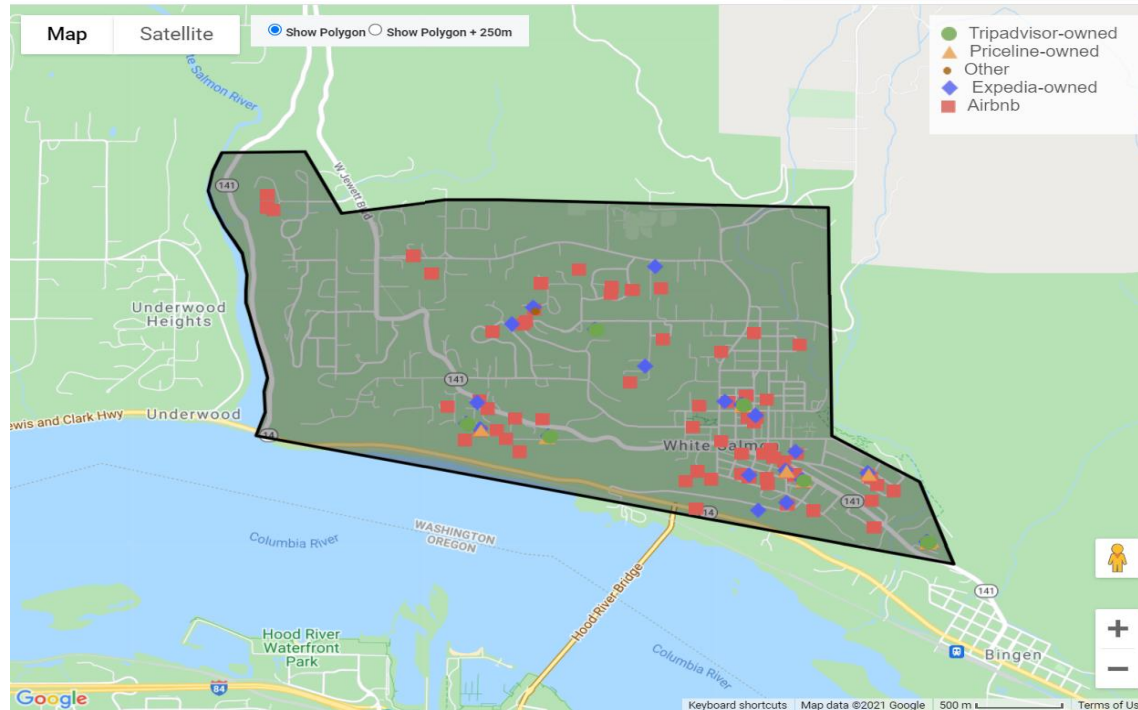 Map
Satellite
Show Polygon
Show Polygon + 250m
Tripadvisor-owned
Priceline-owned
Other
Expedia-owned
Airbnb
te Salmon River
141
W Jewett Blvd
Underwood
Heights
141
ewis and Clark Hwy
Underwood
14
White Salmon
141
14
WASHINGTON
OREGON
Columbia River
Hood River Bridge
141
Hood River
Waterfront
Park
Columbia River
Bingen
84
Google
Keyboard shortcuts
Map data ©2021 Google
500 m
Terms of Us